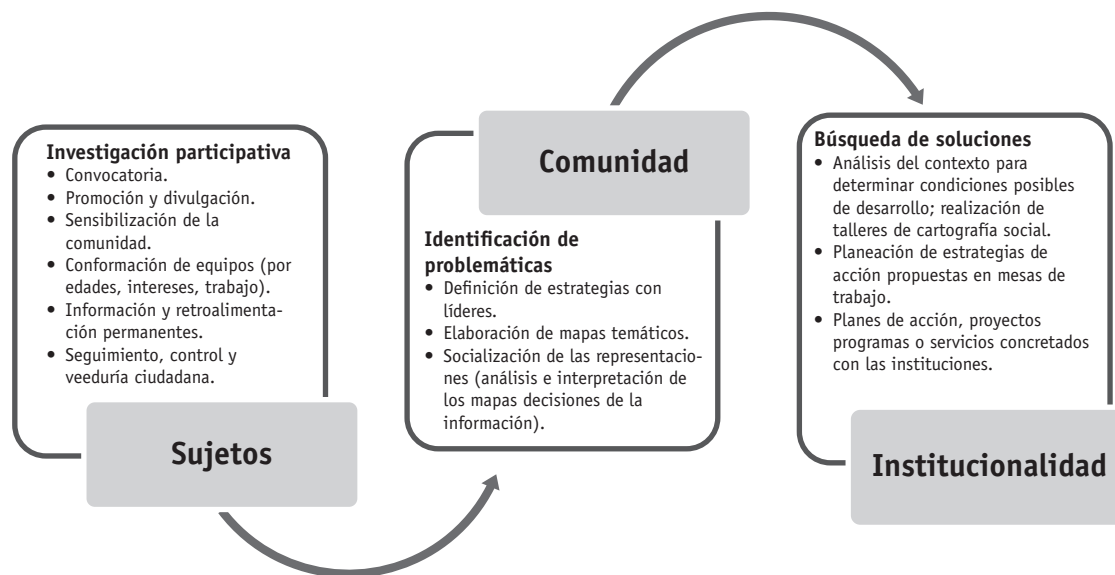 Investigación participativa
• Convocatoria.
• Promoción y divulgación.
• Sensibilización de la
comunidad.
• Conformación de equipos (por
edades, intereses, trabajo).
• Información y retroalimenta-
ción permanentes.
• Seguimiento, control y
veeduría ciudadana.
Sujetos
Comunidad
Identificación de
problemáticas
• Definición de estrategias con
líderes.
• Elaboración de mapas temáticos.
• Socialización de las representacio-
nes (análisis e interpretación de
los mapas decisiones de la
información).
Búsqueda de soluciones
• Análisis del contexto para
determinar condiciones posibles
de desarrollo; realización de
talleres de cartografía social.
• Planeación de estrategias de
acción propuestas en mesas de
trabajo.
• Planes de acción, proyectos
programas o servicios concretados
con las instituciones.
Institucionalidad